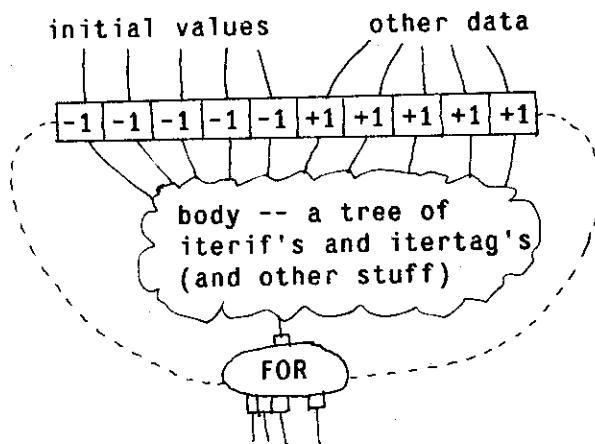 initial values other data
-1 -1 -1 -1 -1 +1 +1 +1 +1 +1
body -- a tree of
iterif's and itertag's
(and other stuff)
FOR